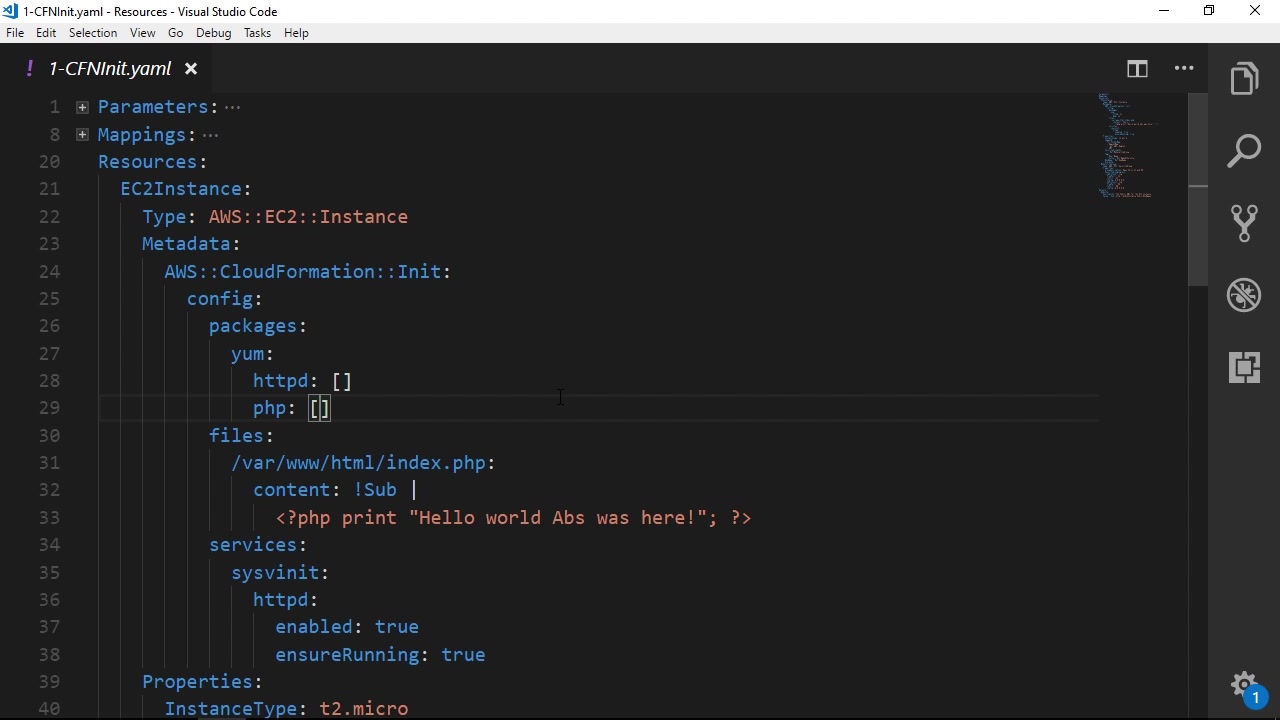 1-CFNInit.yaml - Resources - Visual Studio Code
File Edit Selection View Go Debug Tasks Help
! 1-CFNInit.yaml ×
1 Parameters: ···
8 Mappings: ···
20 Resources:
21 EC2Instance:
22 Type: AWS::EC2::Instance
23 Metadata:
24 AWS::CloudFormation::Init:
25 config:
26 packages:
27 yum:
28 httpd: []
29 php: []
30 files:
31 /var/www/html/index.php:
32 content: !Sub |
33 <?php print "Hello world Abs was here!"; ?>
34 services:
35 sysvinit:
36 httpd:
37 enabled: true
38 ensureRunning: true
39 Properties:
40 InstanceType: t2.micro
1